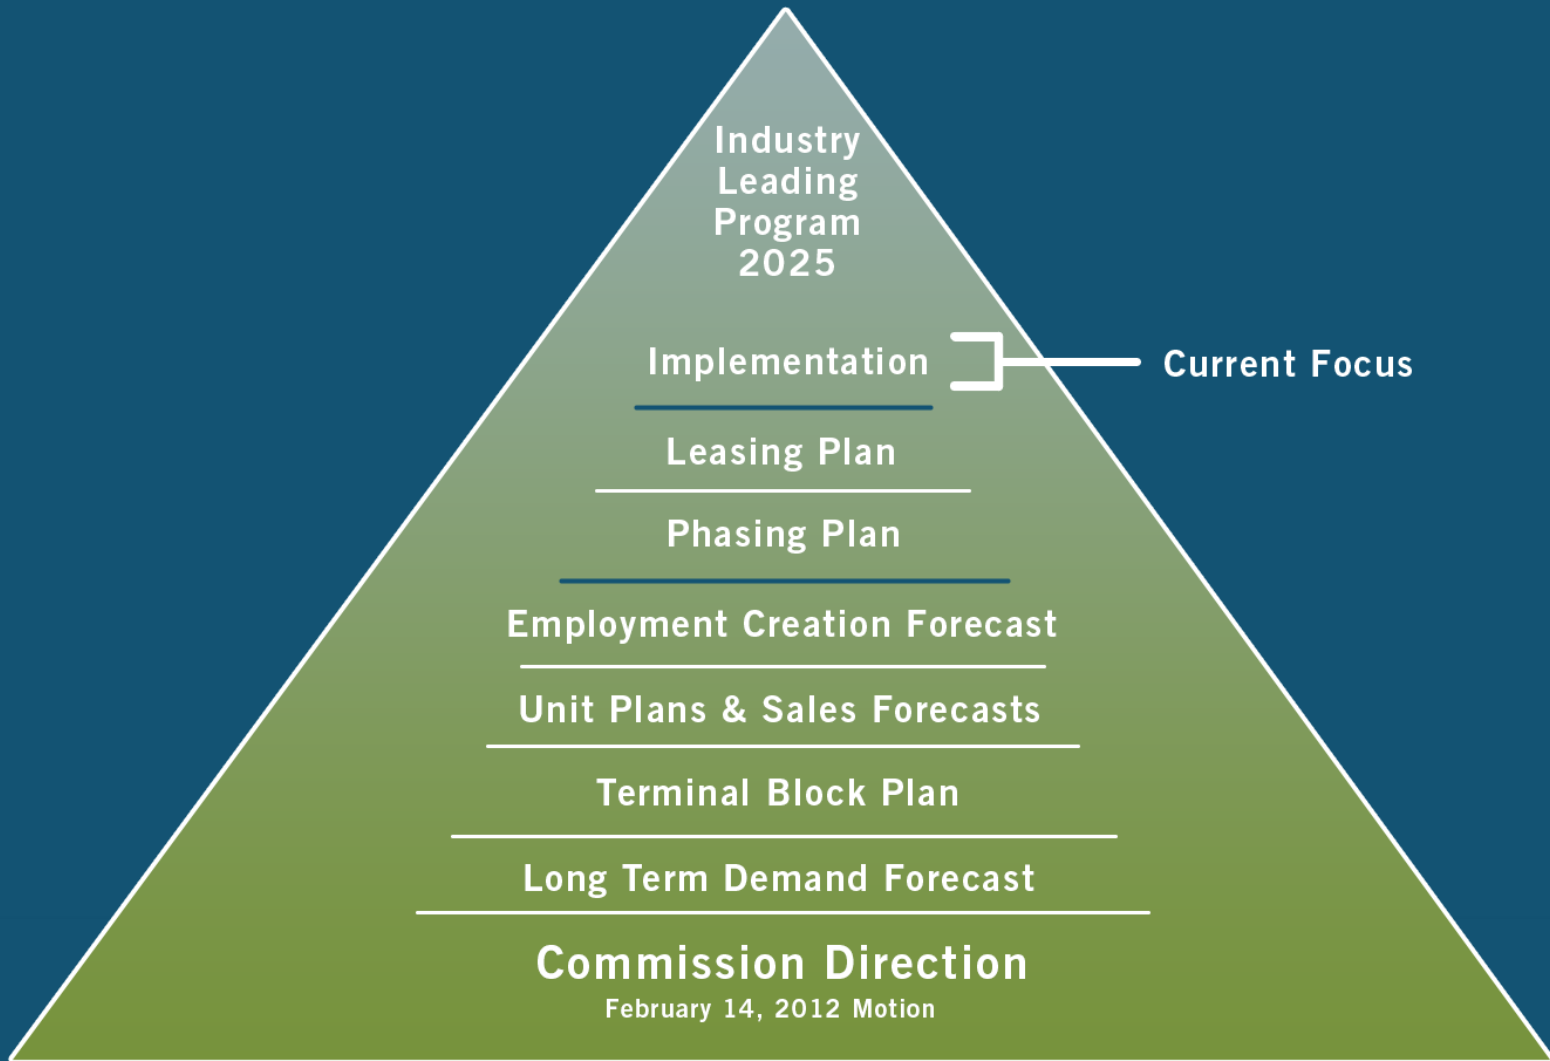 Industry
Leading
Program
2025
Implementation
Current Focus
Leasing Plan
Phasing Plan
Employment Creation Forecast
Unit Plans & Sales Forecasts
Terminal Block Plan
Long Term Demand Forecast
Commission Direction
February 14, 2012 Motion